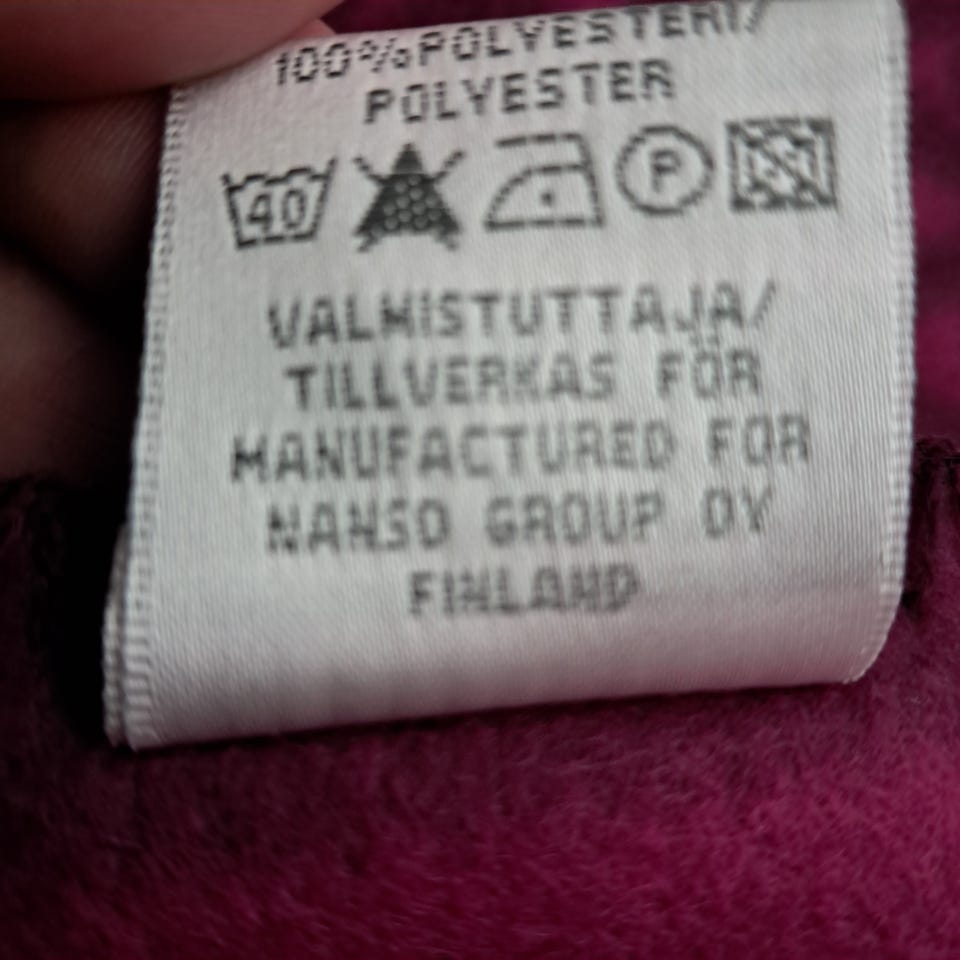 100% POLYESTERI/
POLYESTER
40 P
VALMISTUTTAJA/
TILLVERKAS FÖR
MANUFACTURED FOR
NANSO GROUP OY
FINLAND